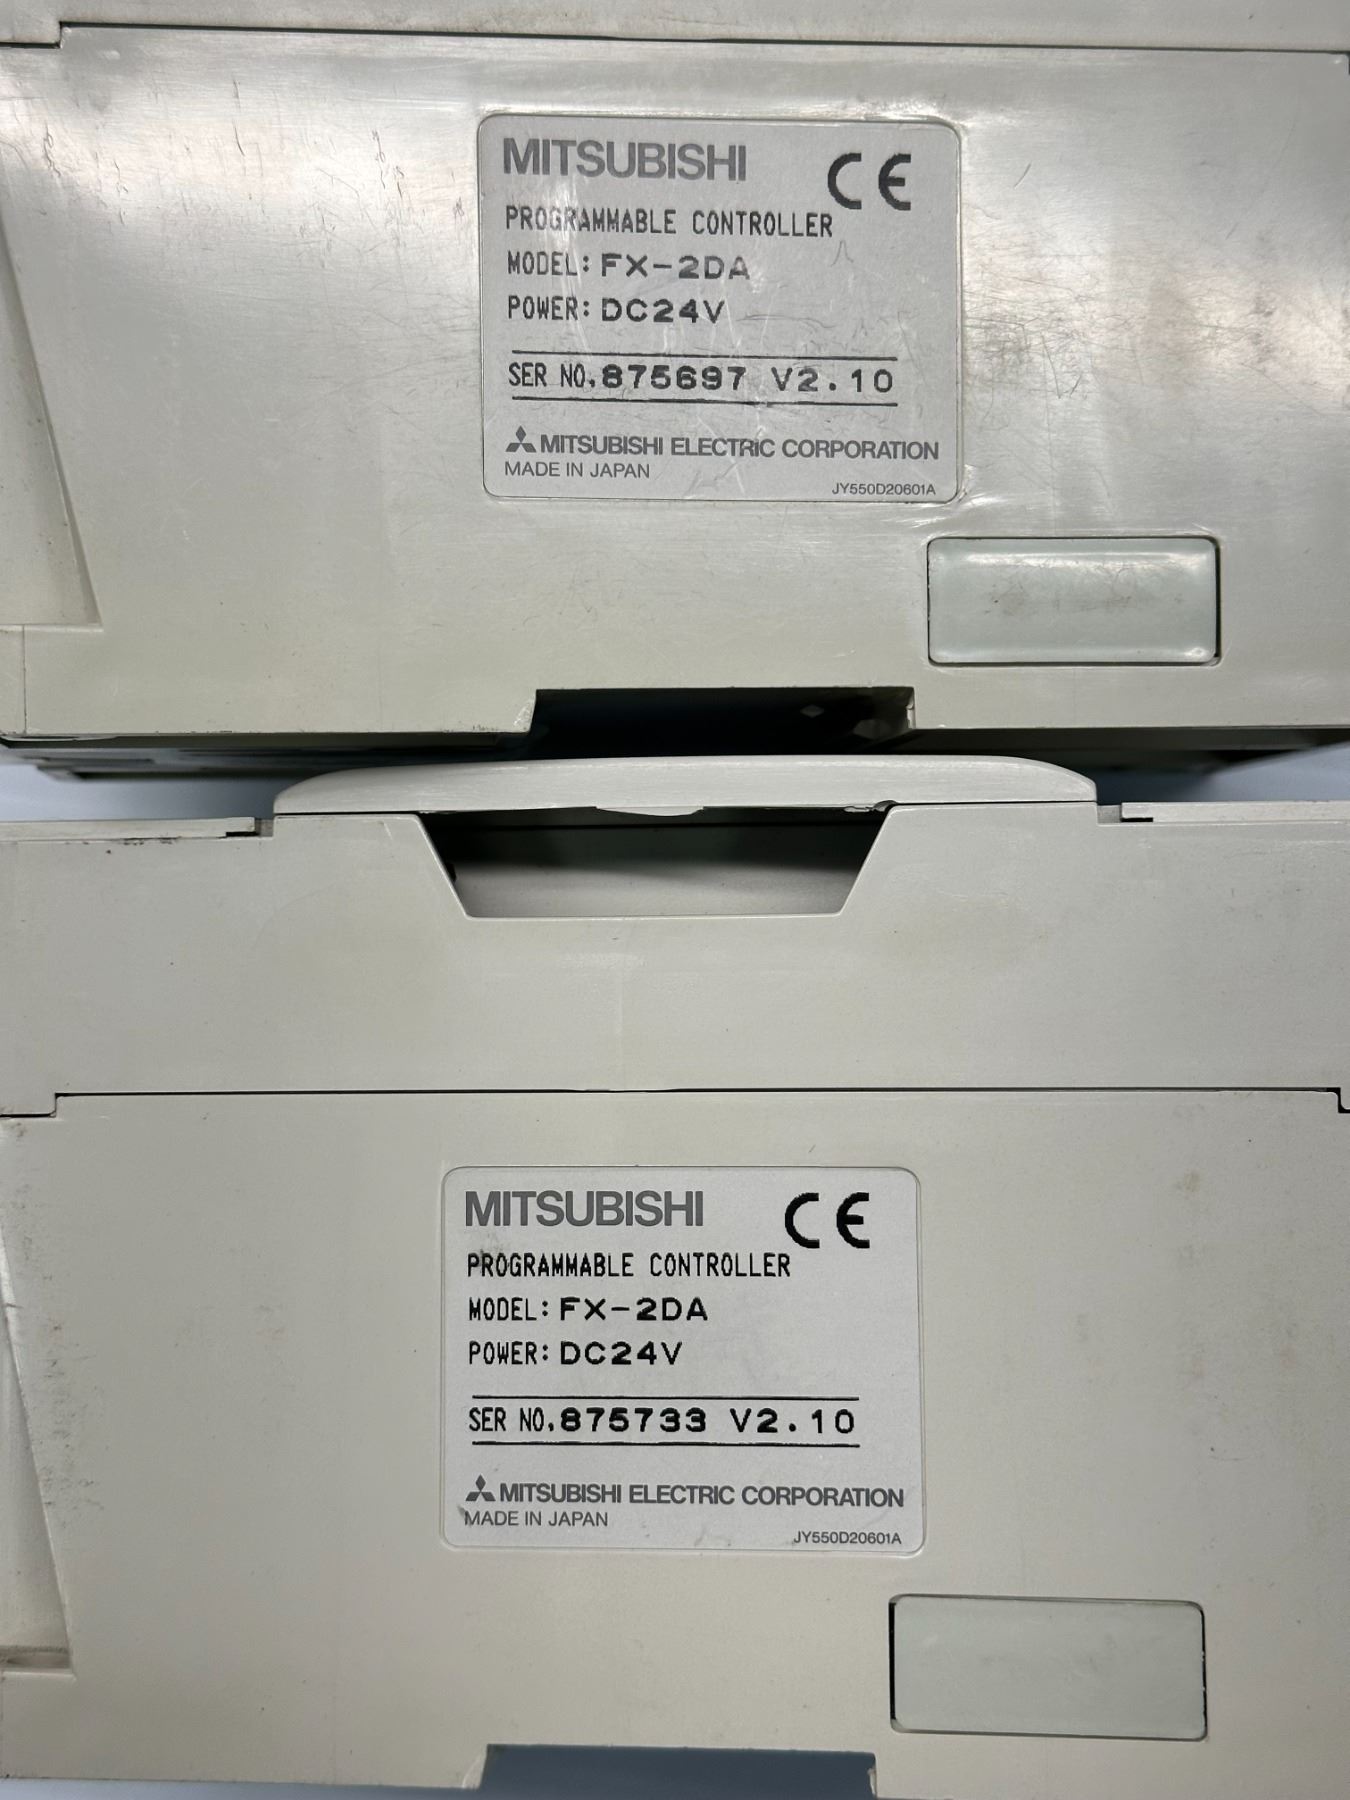 MITSUBISHI CE
PROGRAMMABLE CONTROLLER
MODEL: FX-2DA
POWER: DC24V
SER NO. 875697 V2.10
MITSUBISHI ELECTRIC CORPORATION
MADE IN JAPAN
JY550D20601A
MITSUBISHI CE
PROGRAMMABLE CONTROLLER
MODEL: FX-2DA
POWER: DC24V
SER NO. 875733 V2.10
MITSUBISHI ELECTRIC CORPORATION
MADE IN JAPAN
JY550D20601A